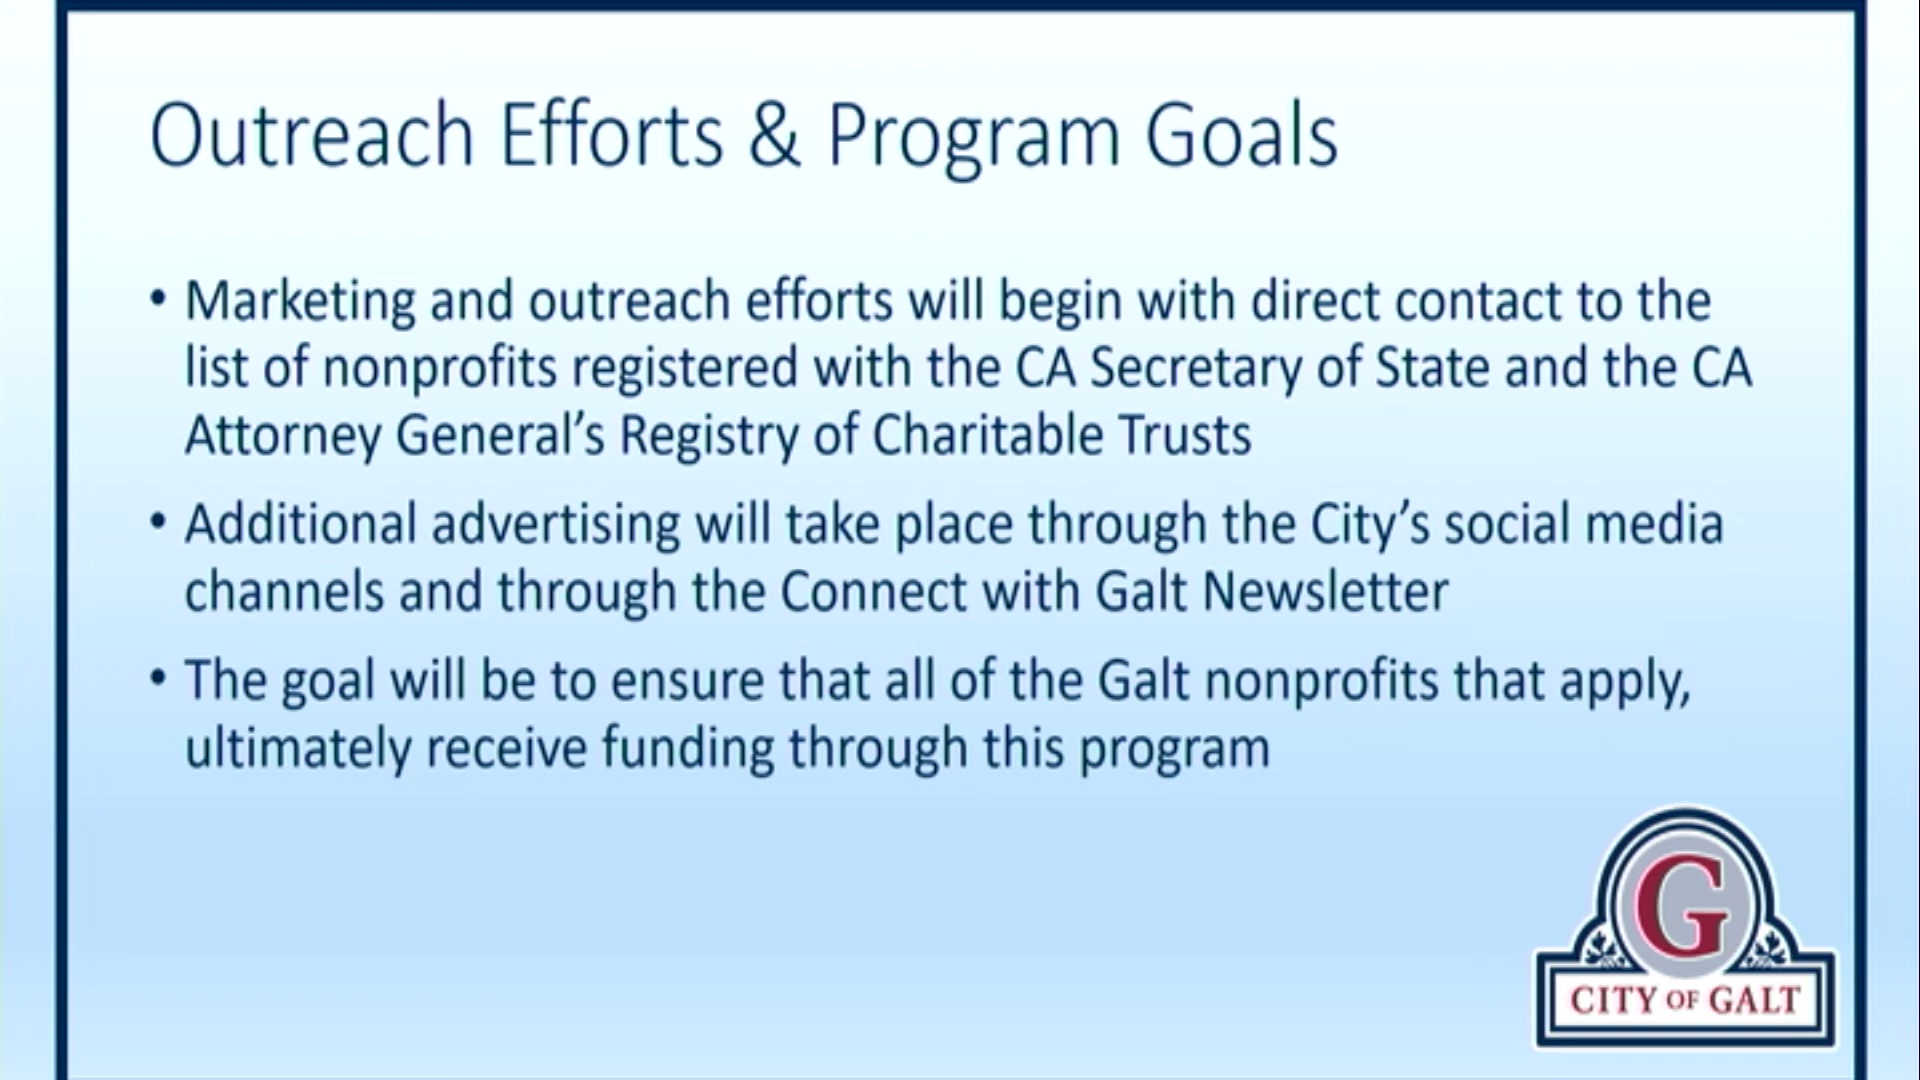 Outreach Efforts & Program Goals
• Marketing and outreach efforts will begin with direct contact to the
list of nonprofits registered with the CA Secretary of State and the CA
Attorney General’s Registry of Charitable Trusts
• Additional advertising will take place through the City’s social media
channels and through the Connect with Galt Newsletter
• The goal will be to ensure that all of the Galt nonprofits that apply,
ultimately receive funding through this program
G
CITY OF GALT